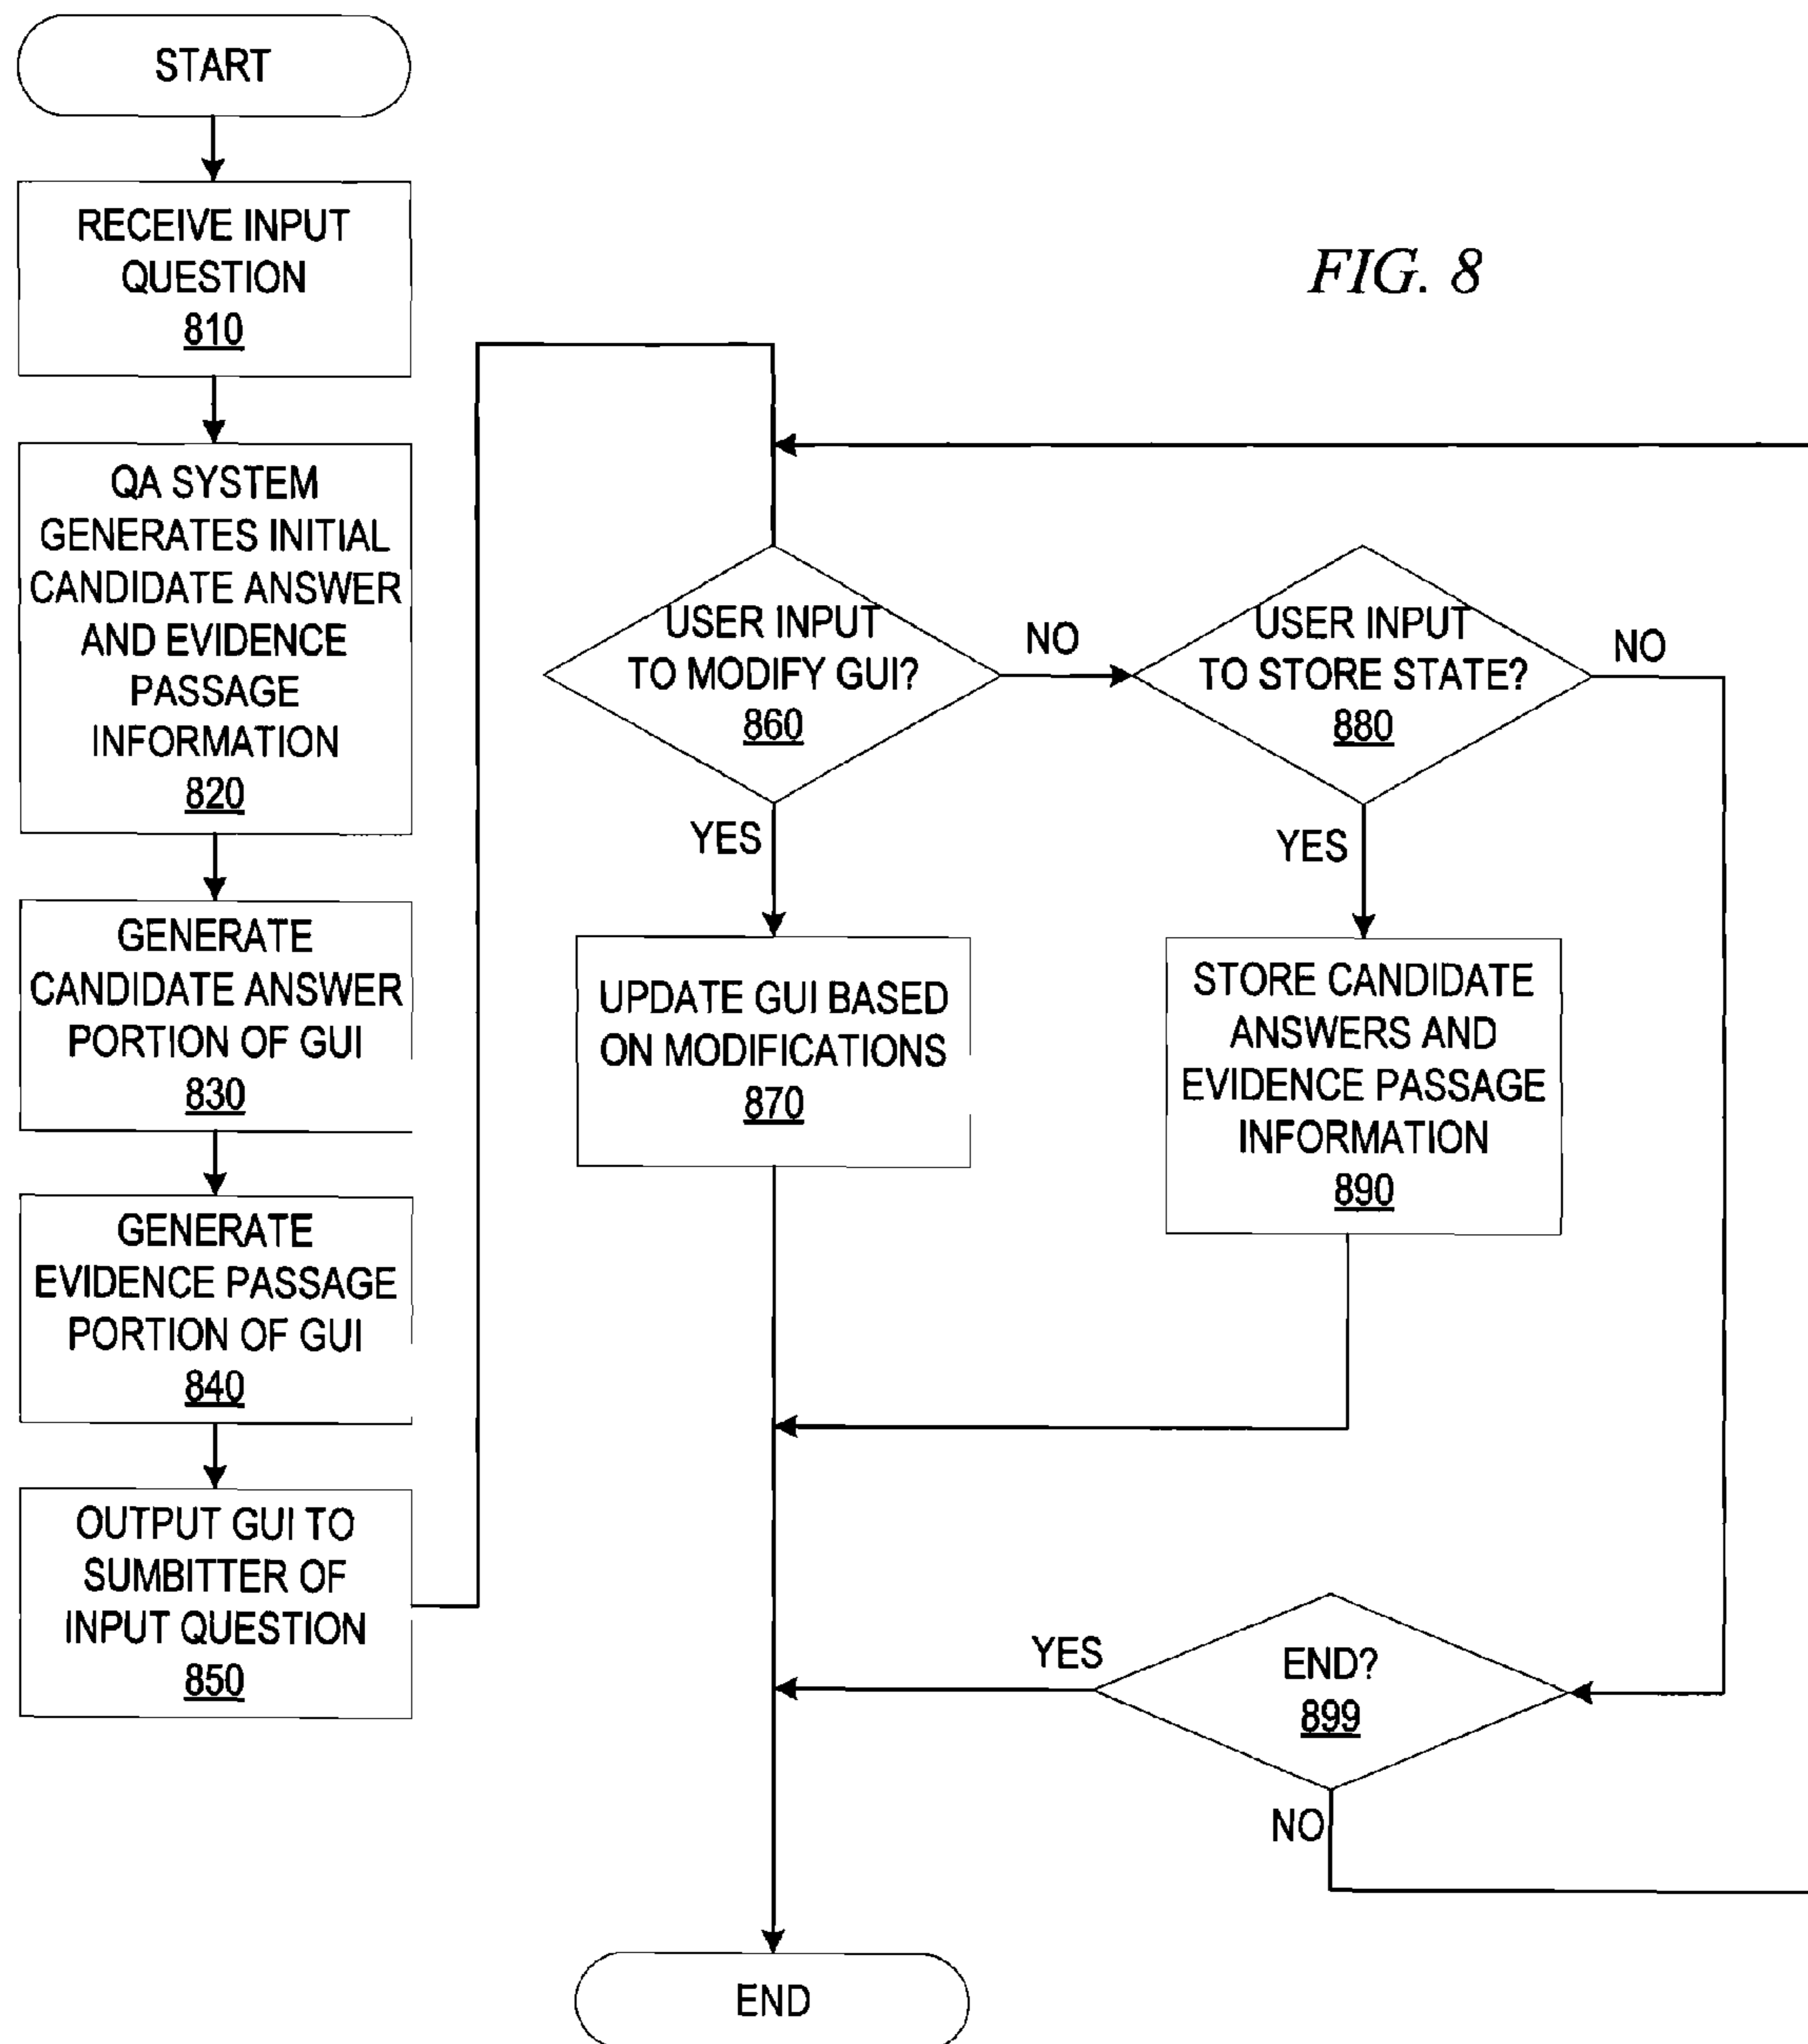 START
RECEIVE INPUT
QUESTION
810
QA SYSTEM
GENERATES INITIAL
CANDIDATE ANSWER
AND EVIDENCE
PASSAGE
INFORMATION
820
GENERATE
CANDIDATE ANSWER
PORTION OF GUI
830
GENERATE
EVIDENCE PASSAGE
PORTION OF GUI
840
OUTPUT GUI TO
SUMBITTER OF
INPUT QUESTION
850
FIG. 8
USER INPUT
TO MODIFY GUI?
860
NO
YES
UPDATE GUI BASED
ON MODIFICATIONS
870
USER INPUT
TO STORE STATE?
880
NO
YES
STORE CANDIDATE
ANSWERS AND
EVIDENCE PASSAGE
INFORMATION
890
END?
899
YES
NO
END